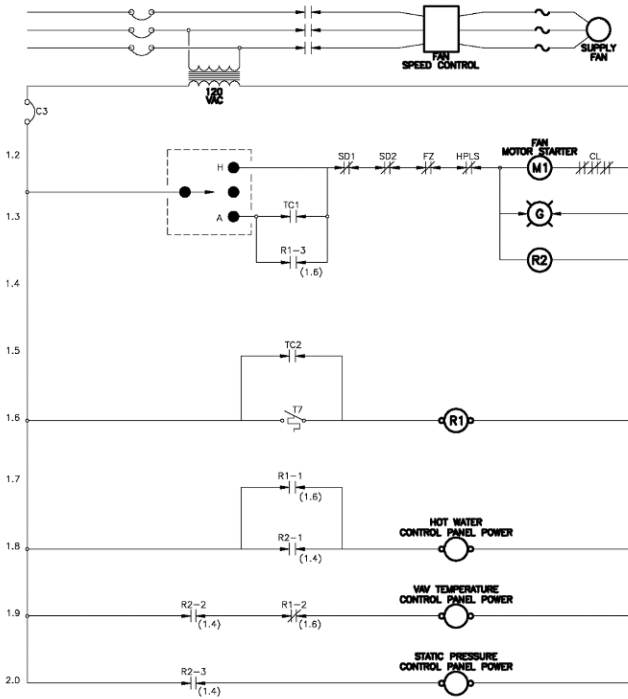 FAN
SPEED CONTROL
SUPPLY
FAN
120
VAC
C3
FAN
MOTOR STARTER
1.2
H
SD1 SD2 FZ HPLS M1 CL
1.3
A
TC1
G
R1-3
(1.6)
R2
1.4
1.5
TC2
1.6
T7
R1
1.7
R1-1
(1.6)
HOT WATER
CONTROL PANEL POWER
1.8
R2-1
(1.4)
VAV TEMPERATURE
CONTROL PANEL POWER
1.9
R2-2
(1.4)
R1-2
(1.6)
STATIC PRESSURE
CONTROL PANEL POWER
2.0
R2-3
(1.4)